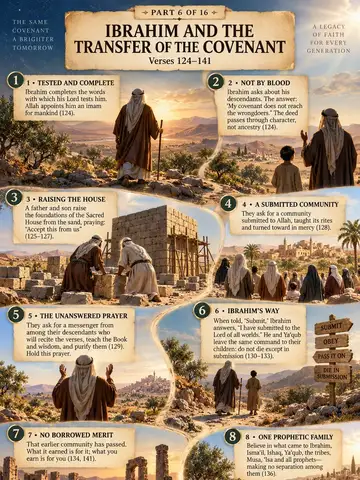 PART 6 OF 16
IBRAHIM AND THE
TRANSFER OF THE COVENANT
Verses 124–141
THE SAME
COVENANT
A BRIGHTER
TOMORROW
A LEGACY
OF FAITH
FOR EVERY
GENERATION
1
1 • TESTED AND COMPLETE
Ibrahim completes the words
with which his Lord tests him.
Allah appoints him an imam
for mankind (124).
2
2 • NOT BY BLOOD
Ibrahim asks about his
descendants. The answer:
"My covenant does not reach
the wrongdoers." The deed
passes through character,
not ancestry (124).
3
3 • RAISING THE HOUSE
A father and son raise
the foundations of the Sacred
House from the sand, praying:
"Accept this from us"
(125–127).
4
4 • A SUBMITTED COMMUNITY
They ask for a community
submitted to Allah, taught its rites
and turned toward in mercy (128).
5
5 • THE UNANSWERED PRAYER
They ask for a messenger from
among their descendants who
will recite the verses, teach the Book
and wisdom, and purify them (129).
Hold this prayer.
6
6 • IBRAHIM'S WAY
When told, 'Submit,' Ibrahim
answers, "I have submitted to the
Lord of all worlds." He and Ya'qub
leave the same command to their
children: do not die except in
submission (130–133).
SUBMIT
OBEY
PASS IT ON
DIE IN
SUBMISSION
7
7 • NO BORROWED MERIT
That earlier community has passed.
What it earned is for it; what you
earn is for you (134, 141).
8
8 • ONE PROPHETIC FAMILY
Believe in what came to Ibrahim,
Isma'il, Ishaq, Ya'qub, the tribes,
Musa, 'Isa and all prophets—
making no separation among
them (136).